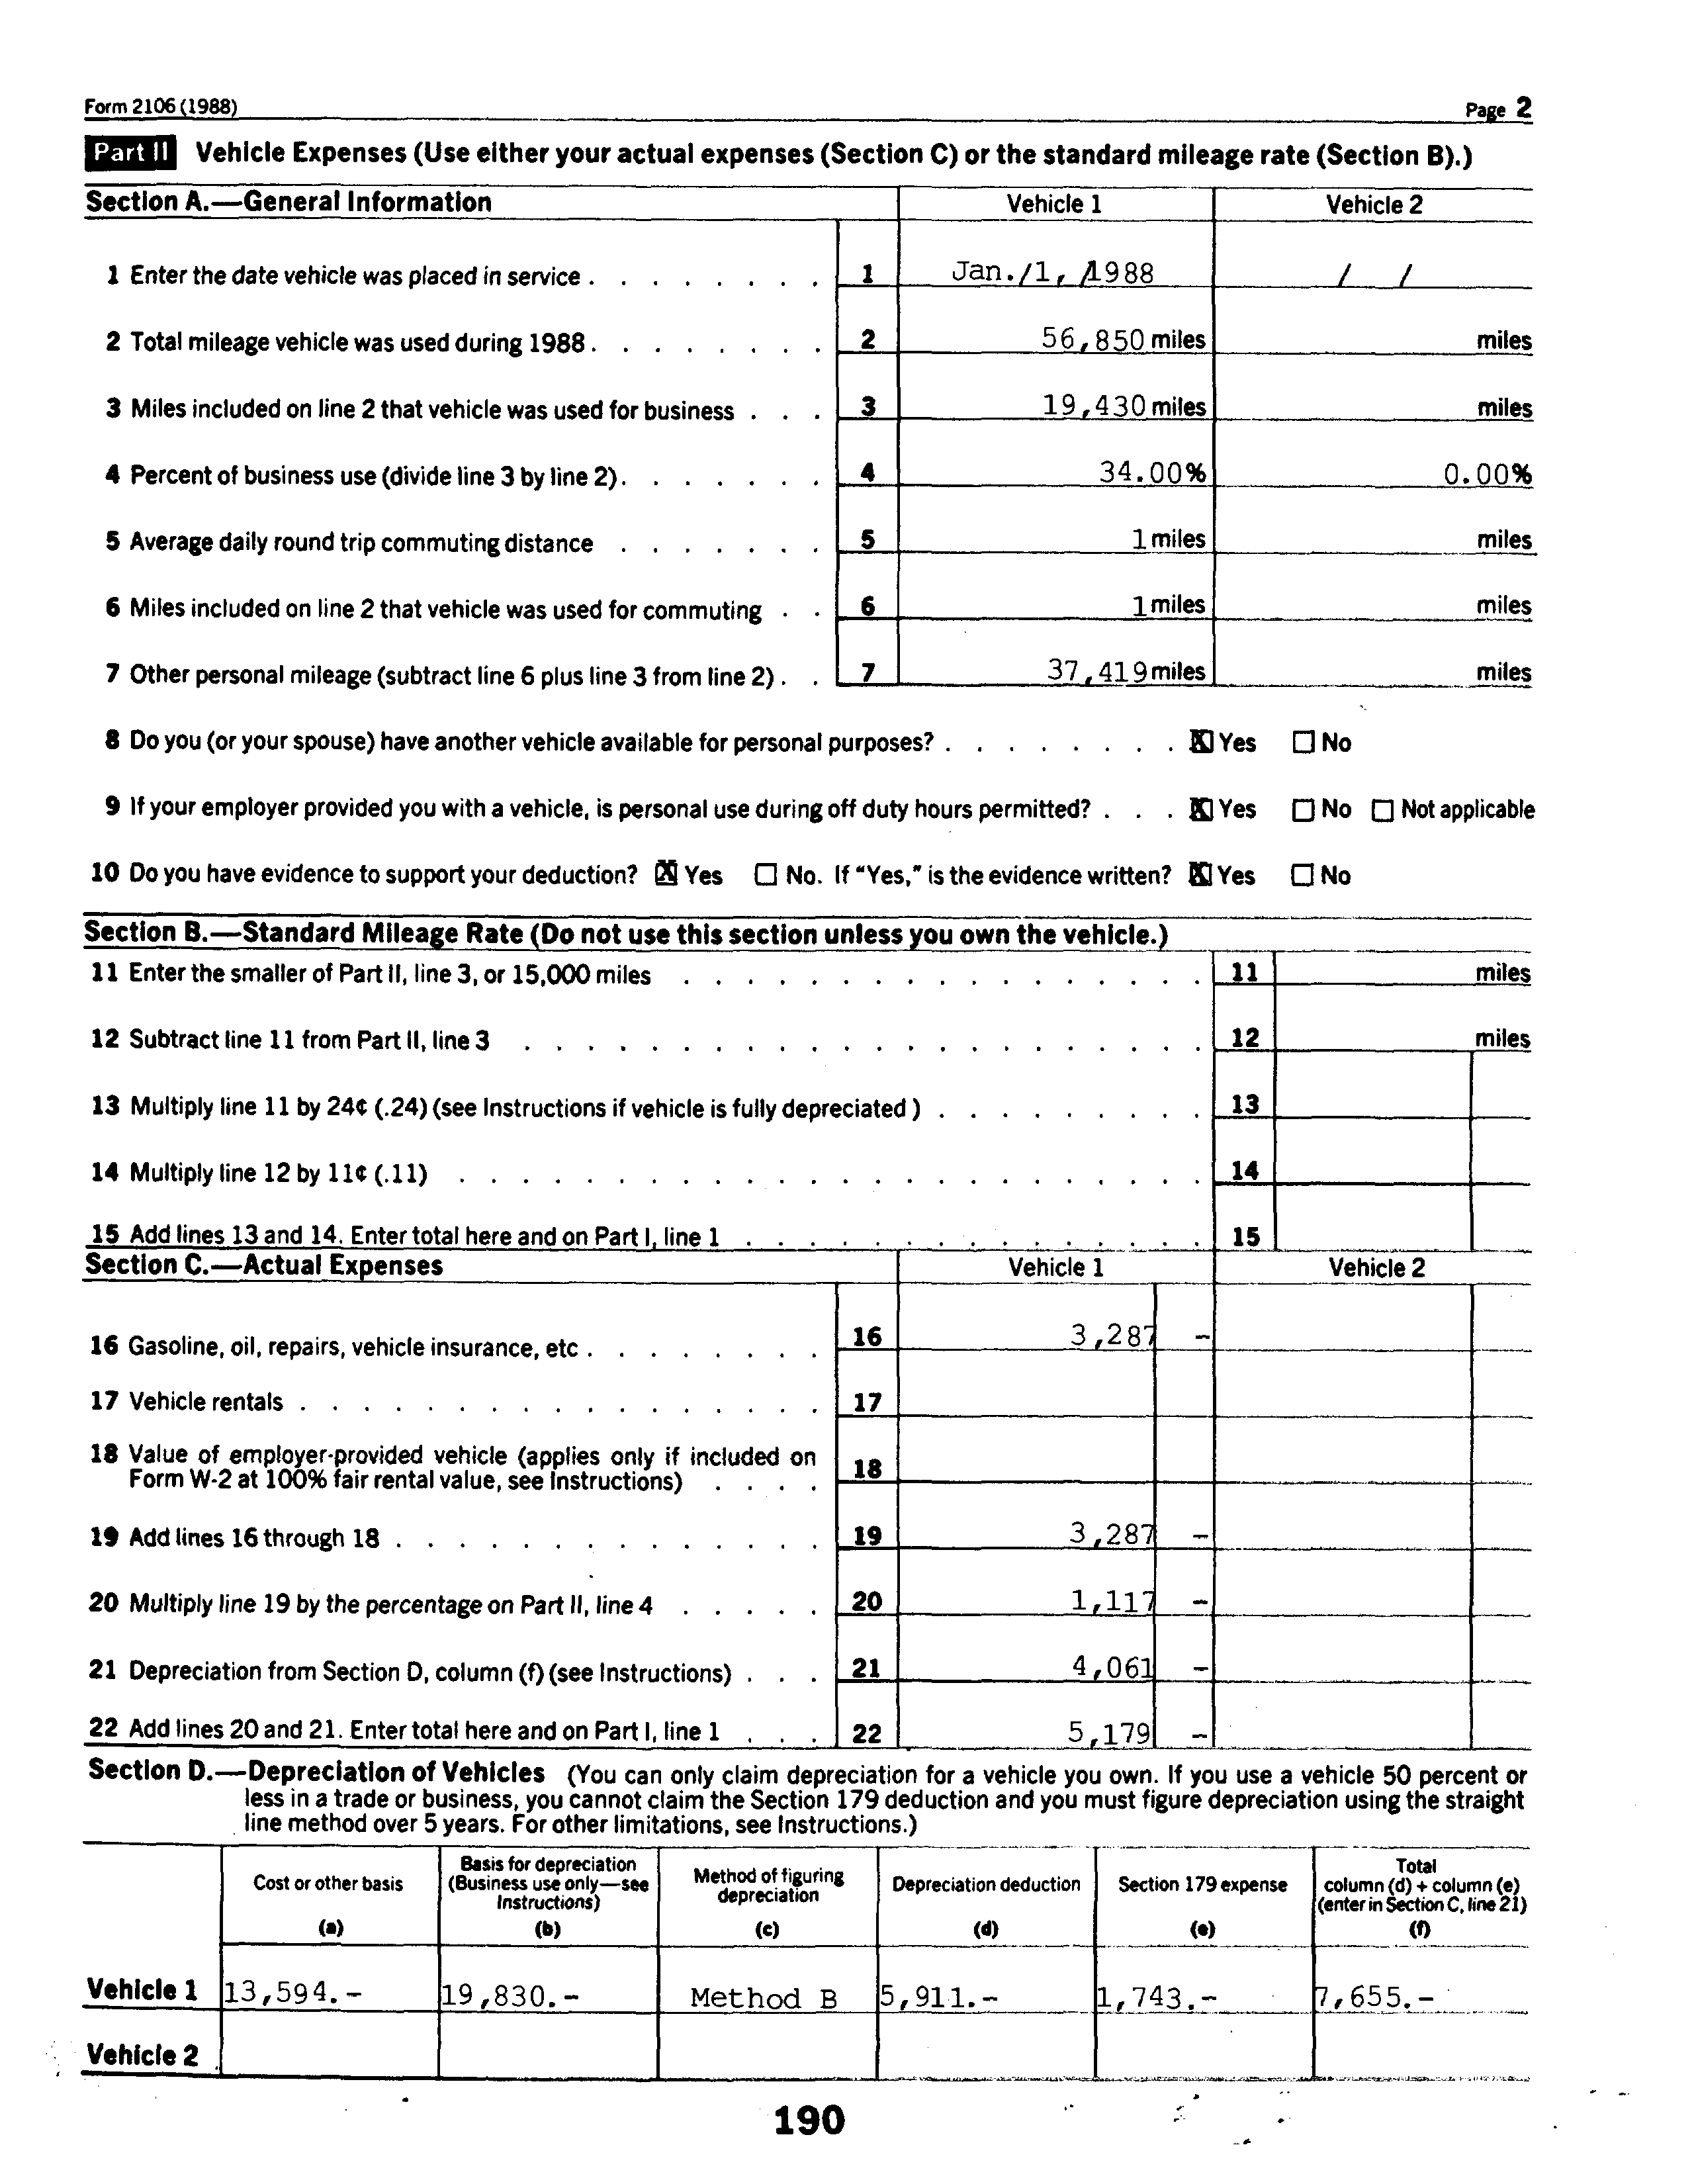 Form 2106 (1988) Page 2
Part II Vehicle Expenses (Use either your actual expenses (Section C) or the standard mileage rate (Section B).)
Section A.—General Information Vehicle 1 Vehicle 2
1 Enter the date vehicle was placed in service . . . . . . . . 1 Jan./1, /1988 / /
2 Total mileage vehicle was used during 1988 . . . . . . . . 2 56,850 miles miles
3 Miles included on line 2 that vehicle was used for business . . . 3 19,430 miles miles
4 Percent of business use (divide line 3 by line 2) . . . . . . . 4 34.00% 0.00%
5 Average daily round trip commuting distance . . . . . . . 5 1 miles miles
6 Miles included on line 2 that vehicle was used for commuting . . 6 1 miles miles
7 Other personal mileage (subtract line 6 plus line 3 from line 2) . . 7 37,419 miles miles
8 Do you (or your spouse) have another vehicle available for personal purposes? . . . . . . . . ☒ Yes ☐ No
9 If your employer provided you with a vehicle, is personal use during off duty hours permitted? . . . ☒ Yes ☐ No ☐ Not applicable
10 Do you have evidence to support your deduction? ☒ Yes ☐ No. If "Yes," is the evidence written? ☒ Yes ☐ No
Section B.—Standard Mileage Rate (Do not use this section unless you own the vehicle.)
11 Enter the smaller of Part II, line 3, or 15,000 miles . . . . . . . . . . . . . . . . . 11 miles
12 Subtract line 11 from Part II, line 3 . . . . . . . . . . . . . . . . . . . . . . 12 miles
13 Multiply line 11 by 24¢ (.24) (see Instructions if vehicle is fully depreciated ) . . . . . . . . . 13
14 Multiply line 12 by 11¢ (.11) . . . . . . . . . . . . . . . . . . . . . . . . 14
15 Add lines 13 and 14. Enter total here and on Part I, line 1 . . . . . . . . . . . . . . . 15
Section C.—Actual Expenses Vehicle 1 Vehicle 2
16 Gasoline, oil, repairs, vehicle insurance, etc . . . . . . . . 16 3,287 –
17 Vehicle rentals . . . . . . . . . . . . . . . . . 17
18 Value of employer-provided vehicle (applies only if included on
Form W-2 at 100% fair rental value, see Instructions) . . . . 18
19 Add lines 16 through 18 . . . . . . . . . . . . . . 19 3,287 –
20 Multiply line 19 by the percentage on Part II, line 4 . . . . . 20 1,117 –
21 Depreciation from Section D, column (f) (see Instructions) . . . 21 4,061 –
22 Add lines 20 and 21. Enter total here and on Part I, line 1 . . . 22 5,179 –
Section D.—Depreciation of Vehicles (You can only claim depreciation for a vehicle you own. If you use a vehicle 50 percent or
less in a trade or business, you cannot claim the Section 179 deduction and you must figure depreciation using the straight
line method over 5 years. For other limitations, see Instructions.)
Cost or other basis
(a)
Basis for depreciation
(Business use only—see
Instructions)
(b)
Method of figuring
depreciation
(c)
Depreciation deduction
(d)
Section 179 expense
(e)
Total
column (d) + column (e)
(enter in Section C, line 21)
(f)
Vehicle 1 13,594.– 19,830.– Method B 5,911.– 1,743.– 7,655.–
Vehicle 2
190